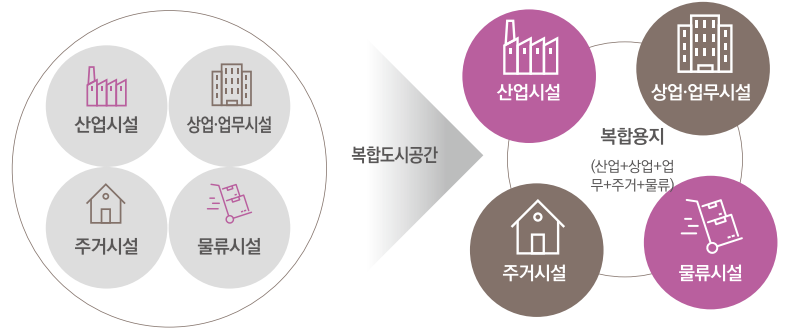 산업시설
상업·업무시설
주거시설
물류시설
복합도시공간
산업시설
상업·업무시설
복합용지
(산업+상업+업
무+주거+물류)
주거시설
물류시설